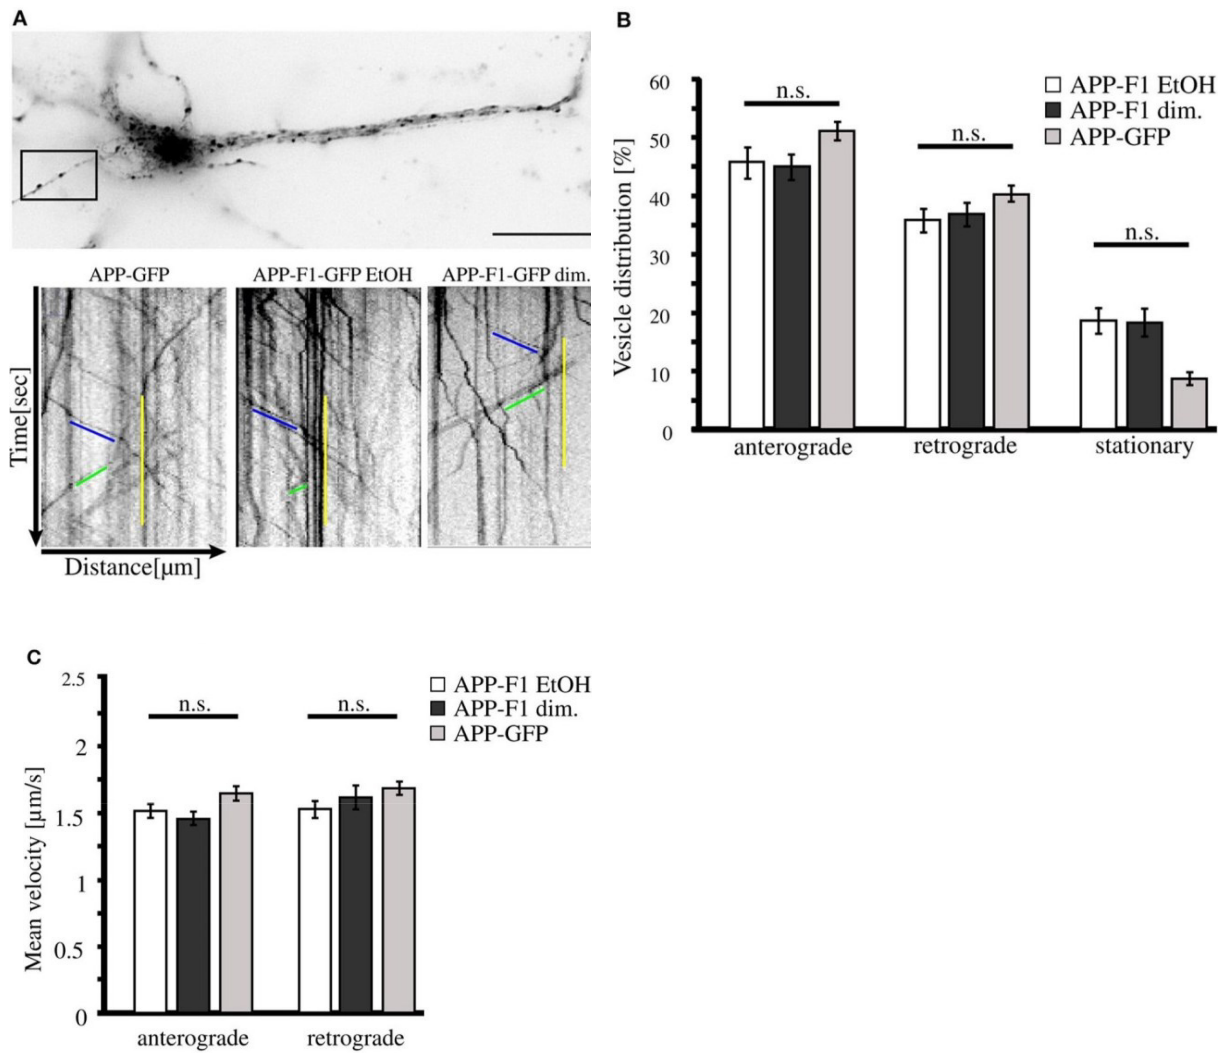 A
APP-GFP
APP-F1-GFP EtOH
APP-F1-GFP dim.
Time[sec]
Distance[µm]
B
Vesicle distribution [%]
60
50
40
30
20
10
0
n.s.
n.s.
n.s.
APP-F1 EtOH
APP-F1 dim.
APP-GFP
anterograde
retrograde
stationary
C
Mean velocity [µm/s]
2.5
2
1.5
1
0.5
0
n.s.
n.s.
APP-F1 EtOH
APP-F1 dim.
APP-GFP
anterograde
retrograde